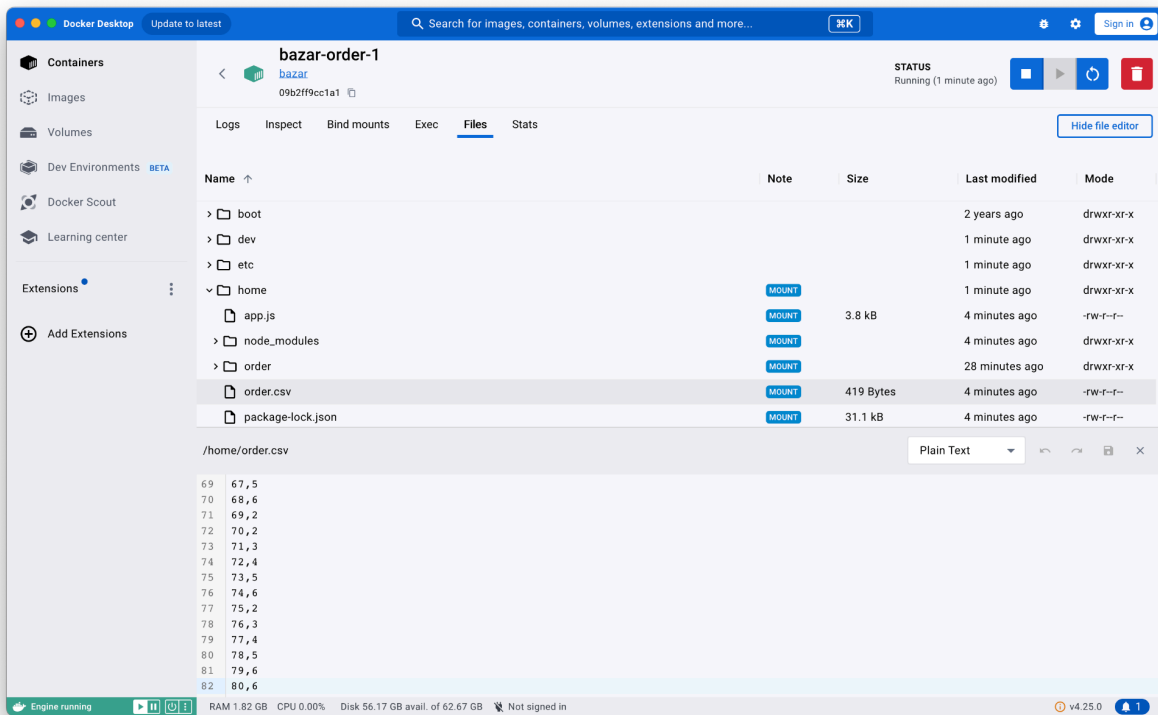 Docker Desktop Update to latest Search for images, containers, volumes, extensions and more... ⌘K Sign in
Containers
Images
Volumes
Dev Environments BETA
Docker Scout
Learning center
Extensions
Add Extensions
bazar-order-1
bazar
09b2ff9cc1a1
STATUS
Running (1 minute ago)
Logs Inspect Bind mounts Exec Files Stats Hide file editor
Name Note Size Last modified Mode
boot 2 years ago drwxr-xr-x
dev 1 minute ago drwxr-xr-x
etc 1 minute ago drwxr-xr-x
home MOUNT 1 minute ago drwxr-xr-x
app.js MOUNT 3.8 kB 4 minutes ago -rw-r--r--
node_modules MOUNT 4 minutes ago drwxr-xr-x
order MOUNT 28 minutes ago drwxr-xr-x
order.csv MOUNT 419 Bytes 4 minutes ago -rw-r--r--
package-lock.json MOUNT 31.1 kB 4 minutes ago -rw-r--r--
/home/order.csv Plain Text
69 67,5
70 68,6
71 69,2
72 70,2
73 71,3
74 72,4
75 73,5
76 74,6
77 75,2
78 76,3
79 77,4
80 78,5
81 79,6
82 80,6
Engine running RAM 1.82 GB CPU 0.00% Disk 56.17 GB avail. of 62.67 GB Not signed in v4.25.0 1